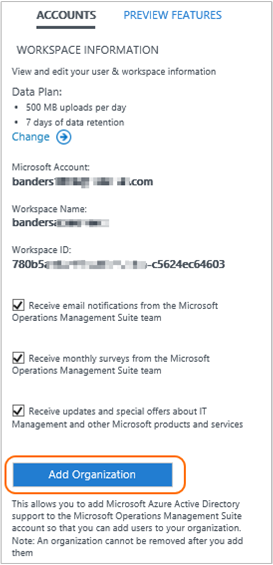 ACCOUNTS PREVIEW FEATURES
WORKSPACE INFORMATION
View and edit your user & workspace information
Data Plan:
• 500 MB uploads per day
• 7 days of data retention
Change
Microsoft Account:
.com
Workspace Name:
Workspace ID:
-c5624ec64603
Receive email notifications from the Microsoft
Operations Management Suite team
Receive monthly surveys from the Microsoft
Operations Management Suite team
Receive updates and special offers about IT
Management and other Microsoft products and services
Add Organization
This allows you to add Microsoft Azure Active Directory
support to the Microsoft Operations Management Suite
account so that you can add users to your organization.
Note: An organization cannot be removed after you add
them